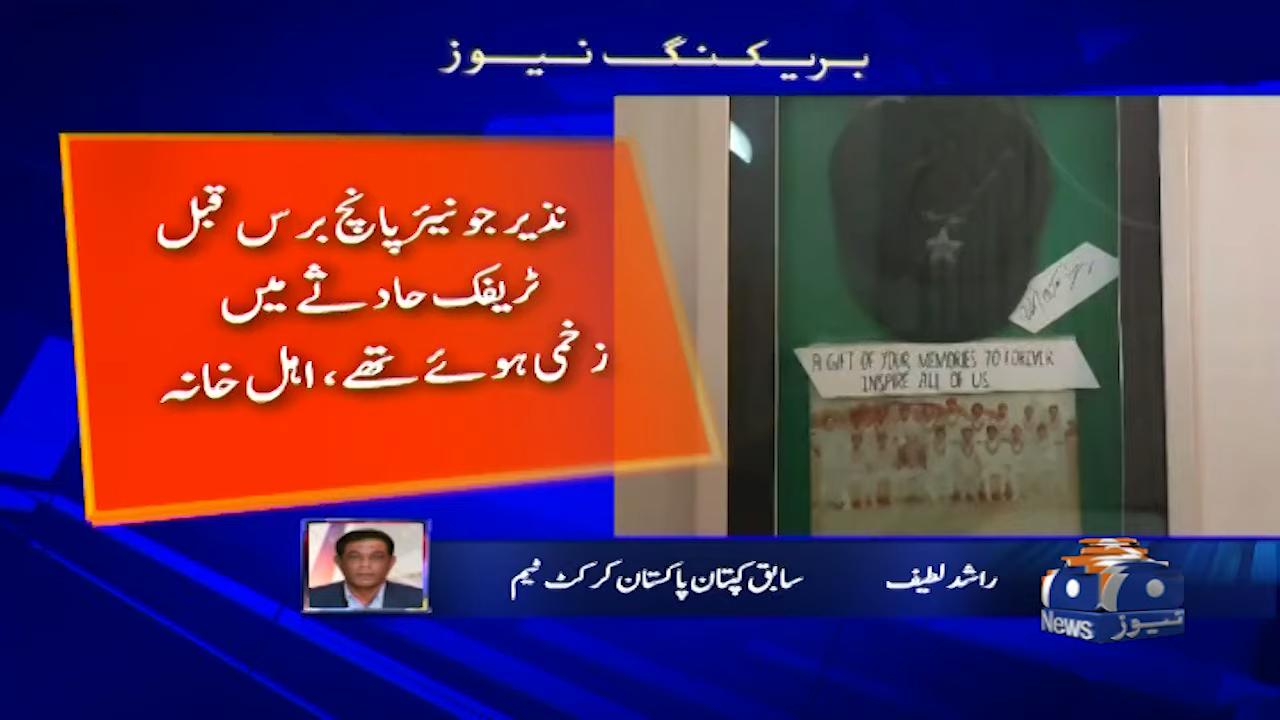 بریکنگ نیوز
نذیر جونیئر پانچ برس قبل
ٹریفک حادثے میں
زخمی ہوئے تھے، اہل خانہ
A GIFT OF YOUR MEMORIES TO FOREVER
INSPIRE ALL OF US
راشد لطیف
سابق کپتان پاکستان کرکٹ ٹیم
News نیوز